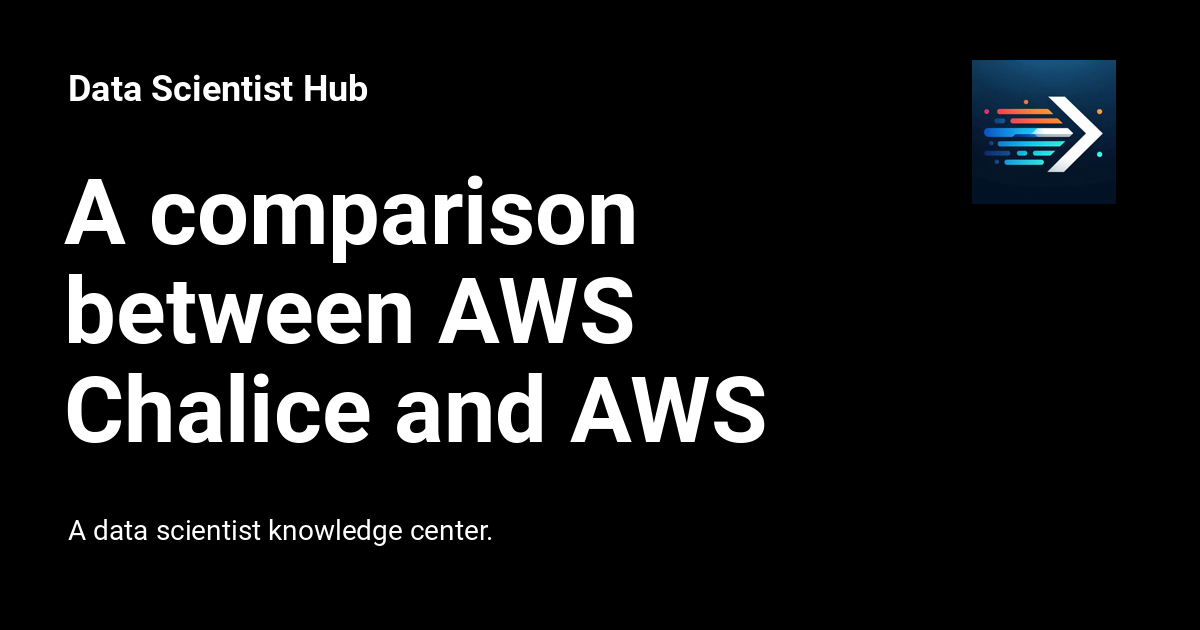 Data Scientist Hub
A comparison
between AWS
Chalice and AWS
A data scientist knowledge center.